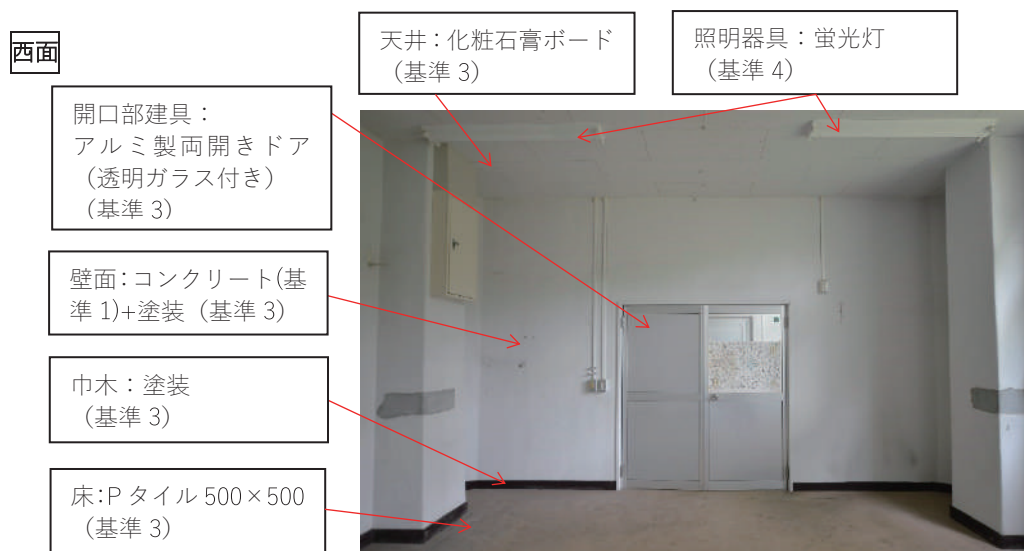 西面
天井：化粧石膏ボード
（基準 3）
照明器具：蛍光灯
（基準 4）
開口部建具：
アルミ製両開きドア
（透明ガラス付き）
（基準 3）
壁面：コンクリート(基
準 1)+塗装（基準 3）
巾木：塗装
（基準 3）
床：P タイル 500×500
（基準 3）